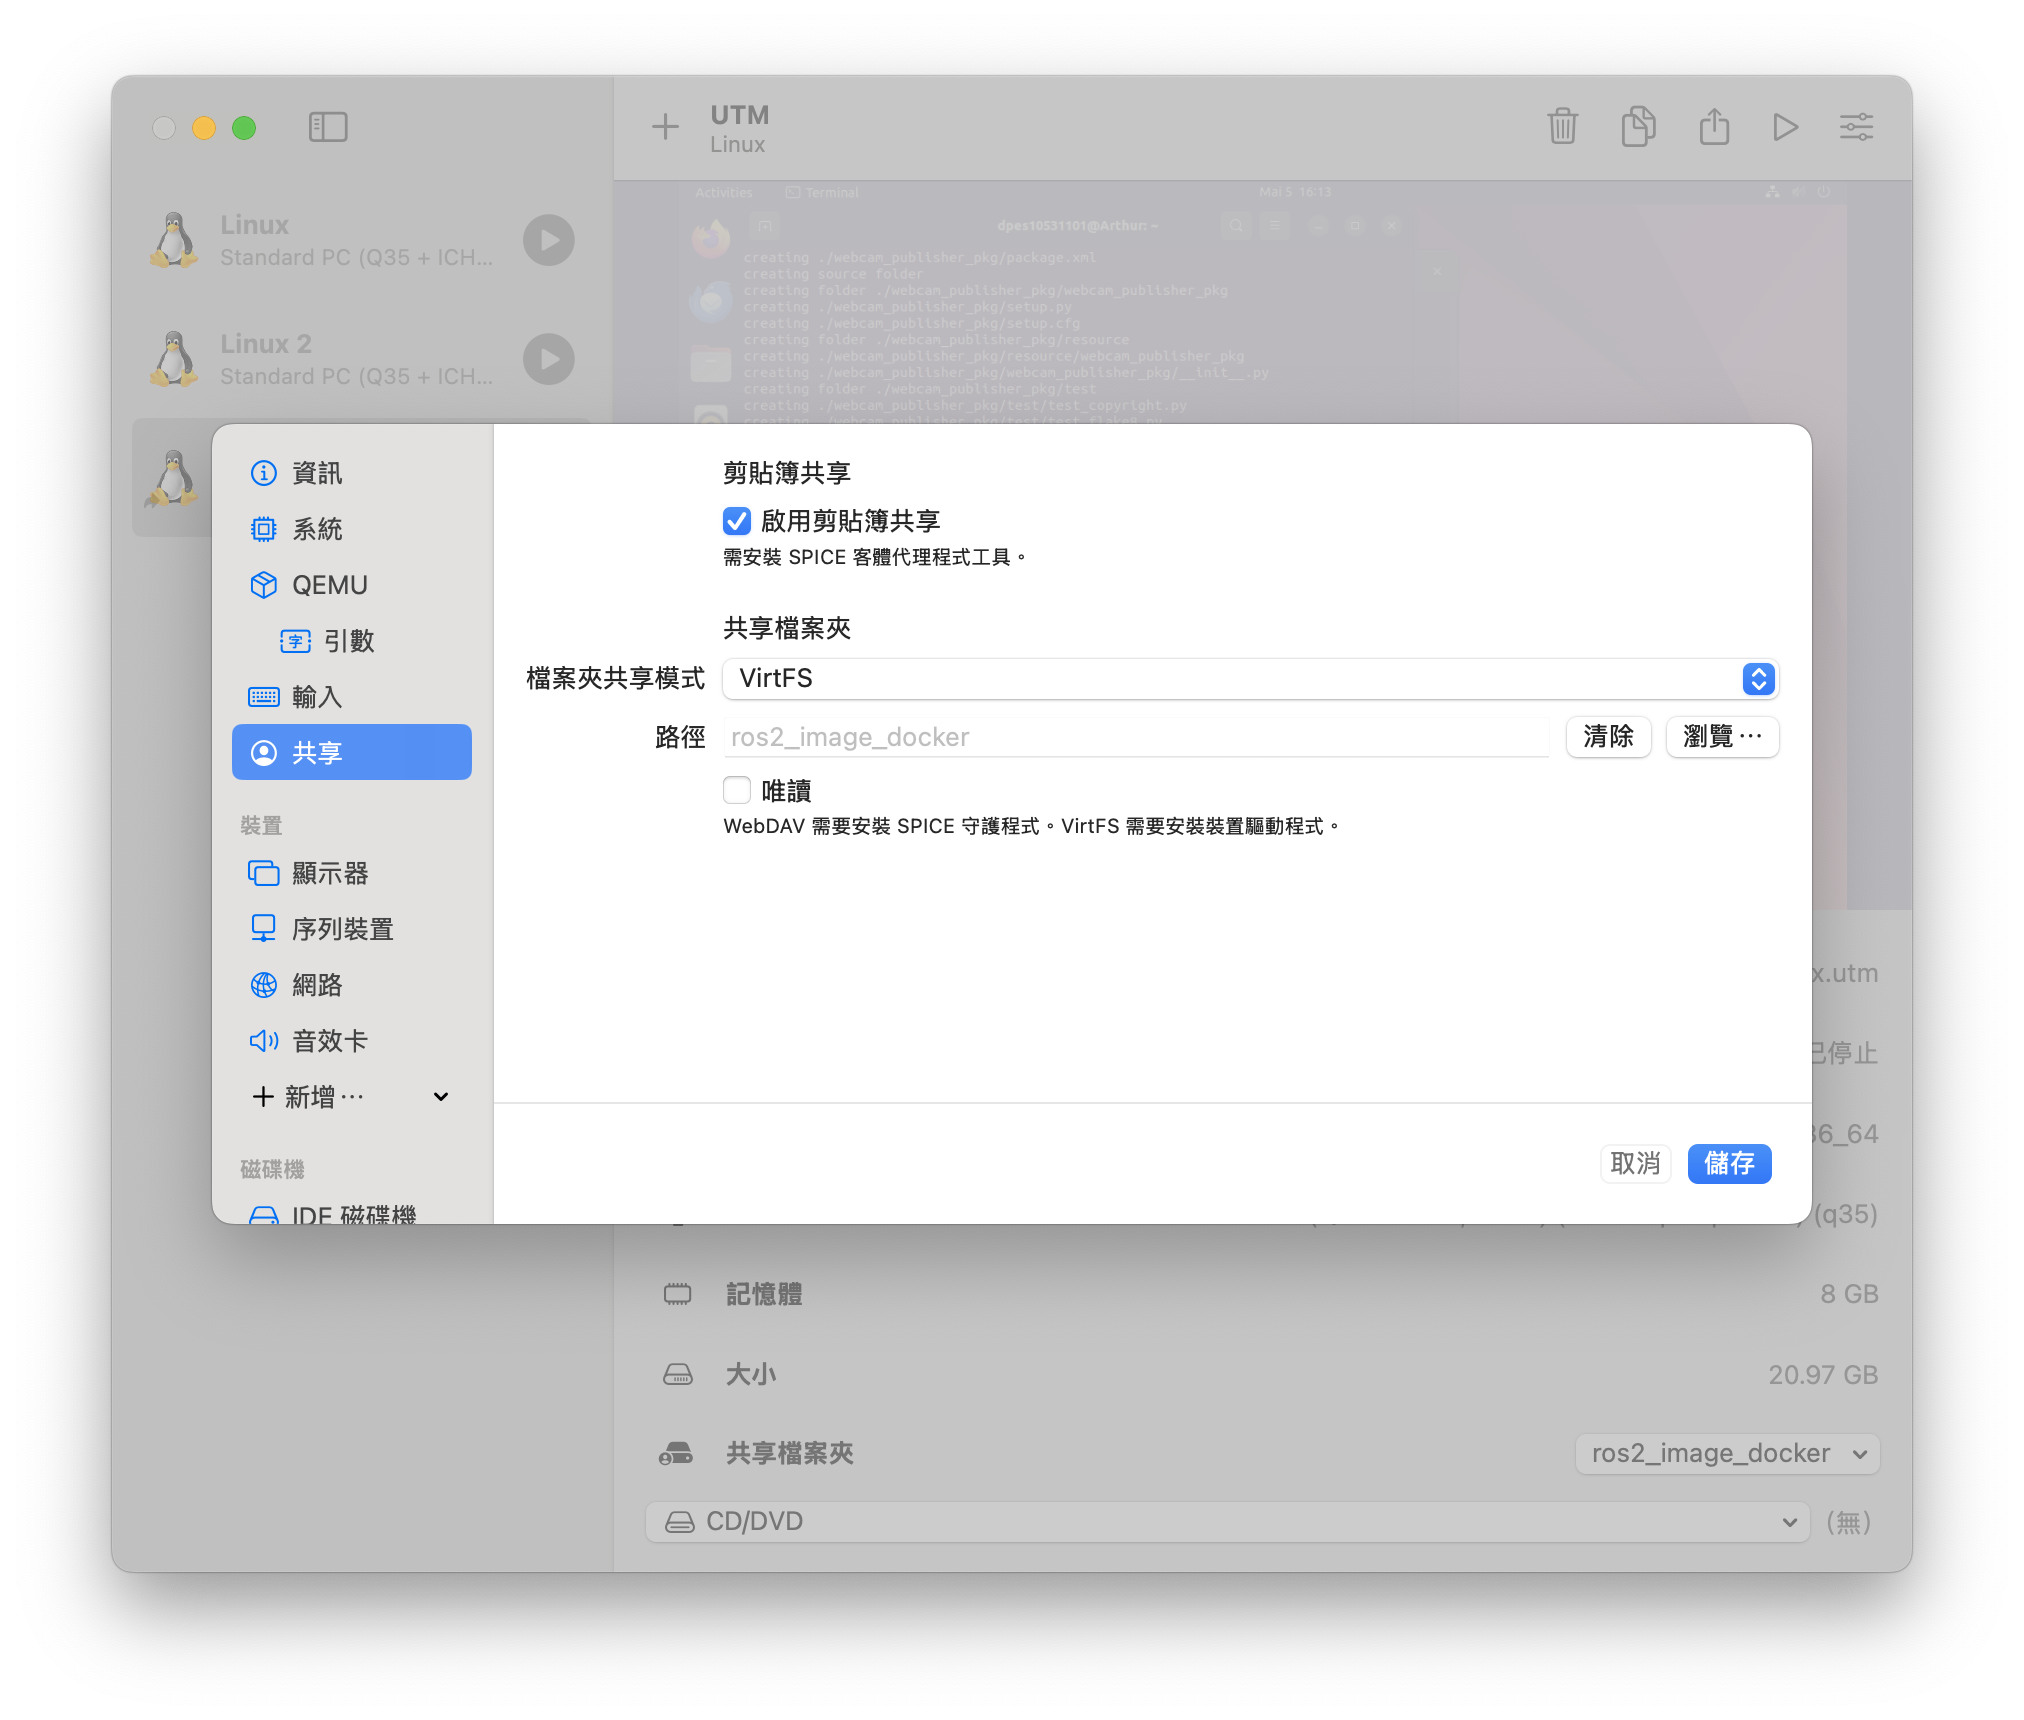 UTM
Linux
Linux
Standard PC (Q35 + ICH...
Linux 2
Standard PC (Q35 + ICH...
Activities
Terminal
Mai 5 16:13
dpes10531101@Arthur: ~
creating ./webcam_publisher_pkg/package.xml
creating source folder
creating folder ./webcam_publisher_pkg/webcam_publisher_pkg
creating ./webcam_publisher_pkg/setup.py
creating ./webcam_publisher_pkg/setup.cfg
creating folder ./webcam_publisher_pkg/resource
creating ./webcam_publisher_pkg/resource/webcam_publisher_pkg
creating ./webcam_publisher_pkg/webcam_publisher_pkg/__init__.py
creating folder ./webcam_publisher_pkg/test
creating ./webcam_publisher_pkg/test/test_copyright.py
creating ./webcam_publisher_pkg/test/test_flake8.py
資訊
系統
QEMU
字 引數
輸入
共享
裝置
顯示器
序列裝置
網路
音效卡
新增…
磁碟機
IDE 磁碟機
剪貼簿共享
啟用剪貼簿共享
需安裝 SPICE 客體代理程式工具。
共享檔案夾
檔案夾共享模式 VirtFS
路徑 ros2_image_docker 清除 瀏覽…
唯讀
WebDAV 需要安裝 SPICE 守護程式。VirtFS 需要安裝裝置驅動程式。
取消 儲存
x.utm
已停止
86_64
(q35)
記憶體 8 GB
大小 20.97 GB
共享檔案夾 ros2_image_docker
CD/DVD (無)